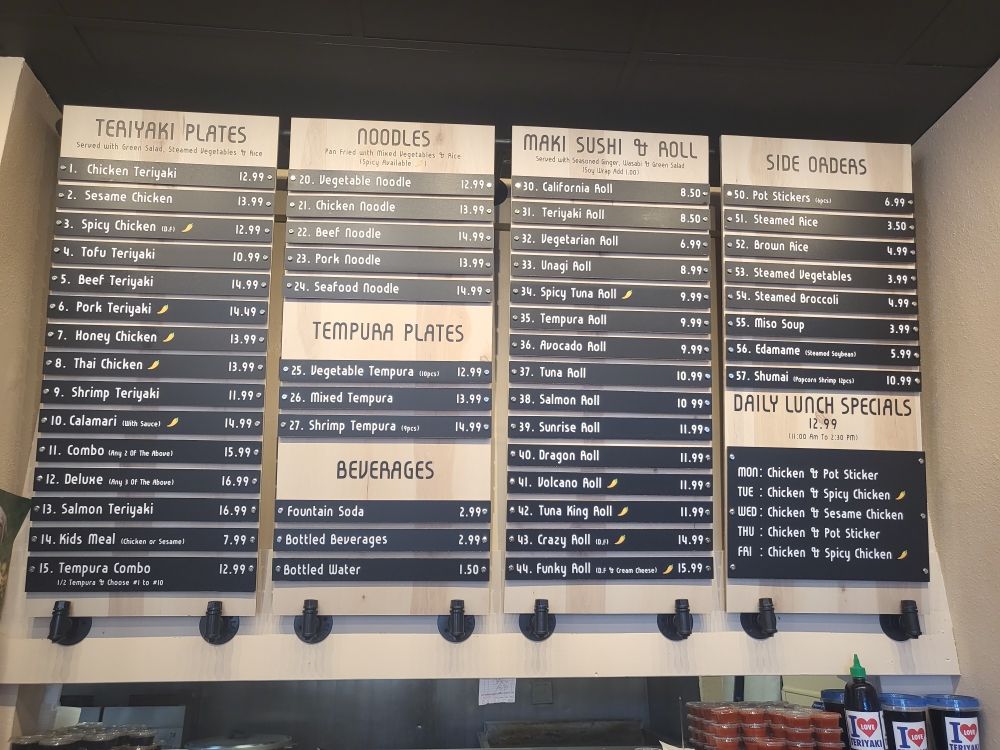 TERIYAKI PLATES
Served with Green Salad, Steamed Vegetables & Rice
1. Chicken Teriyaki 12.99
2. Sesame Chicken 13.99
3. Spicy Chicken (D.F) 12.99
4. Tofu Teriyaki 10.99
5. Beef Teriyaki 14.99
6. Pork Teriyaki 14.49
7. Honey Chicken 13.99
8. Thai Chicken 13.99
9. Shrimp Teriyaki 11.99
10. Calamari (With Sauce) 14.99
11. Combo (Any 2 Of The Above) 15.99
12. Deluxe (Any 3 Of The Above) 16.99
13. Salmon Teriyaki 16.99
14. Kids Meal (Chicken or Sesame) 7.99
15. Tempura Combo 12.99
1/2 Tempura & Choose #1 to #10
NOODLES
Pan Fried with Mixed Vegetables & Rice
(Spicy Available )
20. Vegetable Noodle 12.99
21. Chicken Noodle 13.99
22. Beef Noodle 14.99
23. Pork Noodle 13.99
24. Seafood Noodle 14.99
TEMPURA PLATES
25. Vegetable Tempura (10pcs) 12.99
26. Mixed Tempura 13.99
27. Shrimp Tempura (9pcs) 14.99
BEVERAGES
Fountain Soda 2.99
Bottled Beverages 2.99
Bottled Water 1.50
MAKI SUSHI & ROLL
Served with Seasoned Ginger, Wasabi & Green Salad
(Soy Wrap Add 1.00)
30. California Roll 8.50
31. Teriyaki Roll 8.50
32. Vegetarian Roll 6.99
33. Unagi Roll 8.99
34. Spicy Tuna Roll 9.99
35. Tempura Roll 9.99
36. Avocado Roll 9.99
37. Tuna Roll 10.99
38. Salmon Roll 10 99
39. Sunrise Roll 11.99
40. Dragon Roll 11.99
41. Volcano Roll 11.99
42. Tuna King Roll 11.99
43. Crazy Roll (D.F) 14.99
44. Funky Roll (D.F & Cream Cheese) 15.99
SIDE ORDERS
50. Pot Stickers (6pcs) 6.99
51. Steamed Rice 3.50
52. Brown Rice 4.99
53. Steamed Vegetables 3.99
54. Steamed Broccoli 4.99
55. Miso Soup 3.99
56. Edamame (Steamed Soybean) 5.99
57. Shumai (Popcorn Shrimp 12pcs) 10.99
DAILY LUNCH SPECIALS
12.99
(11:00 Am To 2:30 PM)
MON: Chicken & Pot Sticker
TUE : Chicken & Spicy Chicken
WED: Chicken & Sesame Chicken
THU : Chicken & Pot Sticker
FRI : Chicken & Spicy Chicken
I LOVE
TERIYAKI
I LOVE
TERIYAKI
I LOVE
TERIYAKI